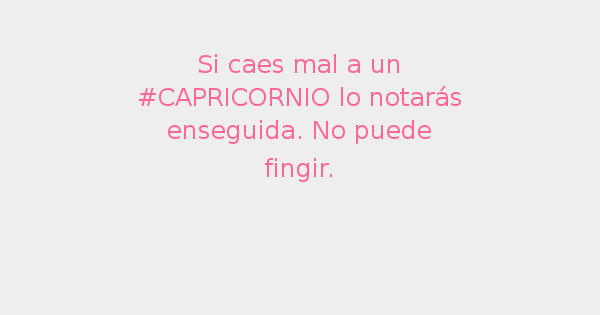 Si caes mal a un
#CAPRICORNIO lo notarás
enseguida. No puede
fingir.